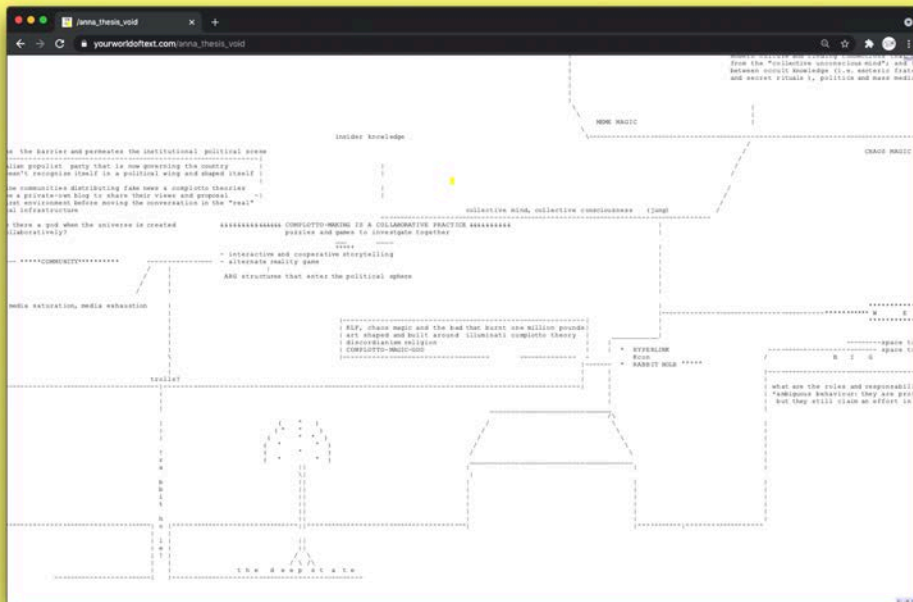 /anna_thesis_void
yourworldoftext.com/anna_thesis_void
from the "collective unconscious mind"; and
between occult knowledge (i.e. esoteric
and secret rituals ), politics and mass
MEME MAGIC
insider knowledge
the barrier and permeates the institutional political scene
CHAOS MAGIC
populist party that is now governing the country
recognize itself in a political wing and shaped itself
communities distributing fake news a complotto theories
a private-own blog to share their views and proposal
environment before moving the conversation in the "real"
infrastructure
collective mind, collective consciousness (jung)
there a god when the universe is created
COMPLOTTO-MAKING IS A COLLABORATIVE PRACTICE
puzzles and games to investigate together
- interactive and cooperative storytelling
*****COMMUNITY**********
- alternate reality game
ARG structures that enter the political sphere
media saturation, media exhaustion
KLF, chaos magic and the bad that burnt one million pounds
art shaped and built around illuminati complotto theory
discordianism religion
COMPLOTTO-MAGIC-GOD
* HYPERLINK
* RABBIT HOLE *****
W E
B I G
trolls?
what are the roles and
"ambiguous behaviour: they are
but they still claim an effort in
the deep state